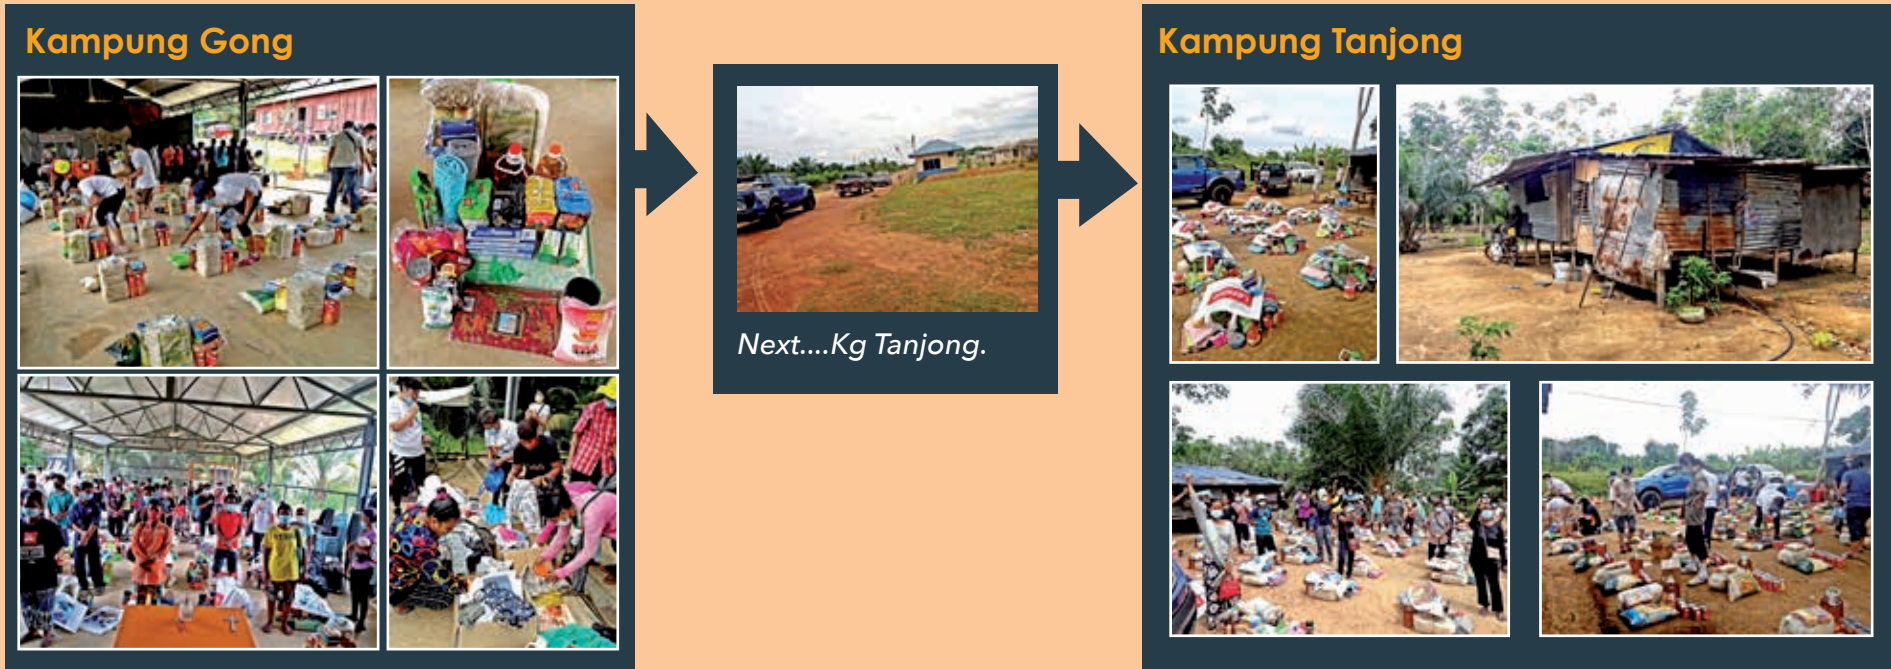 Kampung Gong
Next....Kg Tanjong.
Kampung Tanjong